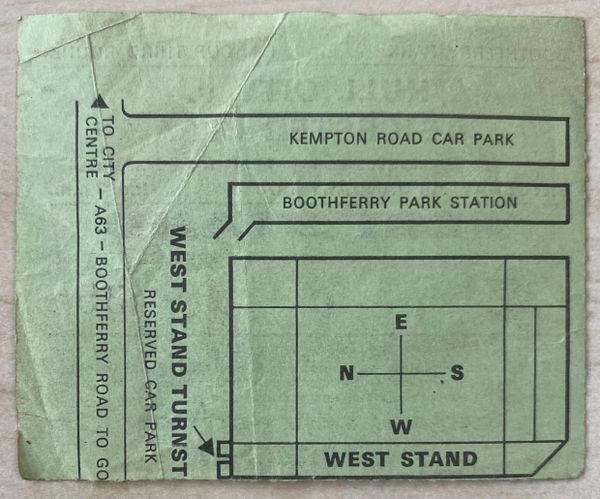 KEMPTON ROAD CAR PARK
BOOTHFERRY PARK STATION
TO CITY
CENTRE – A63 – BOOTHFERRY ROAD TO GO
WEST STAND TURNST
RESERVED CAR PARK
E
N
S
W
WEST STAND